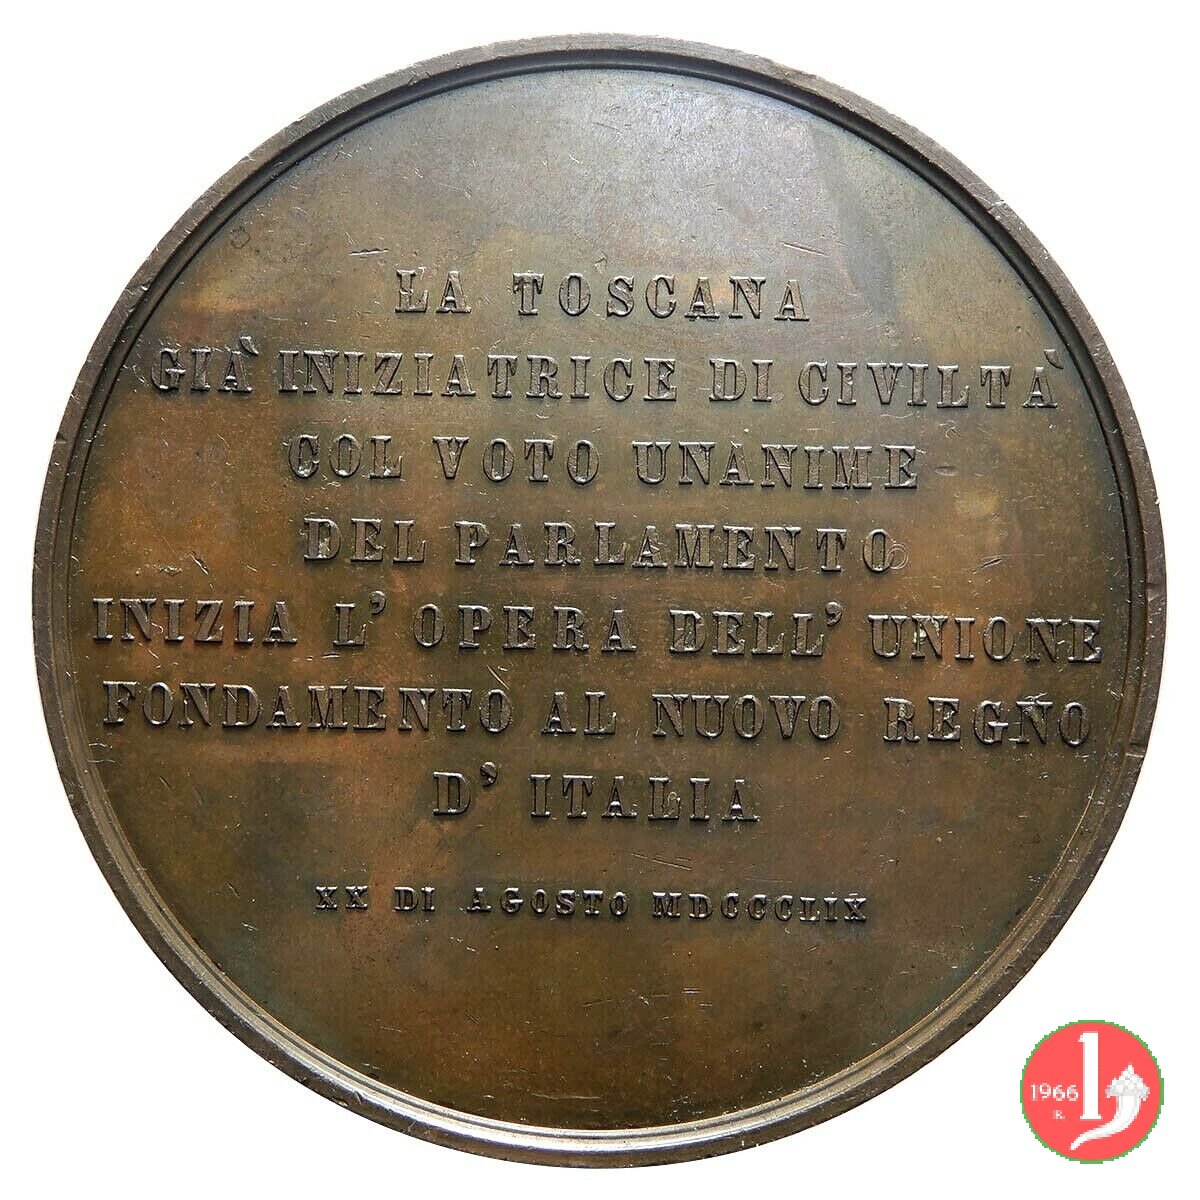 LA TOSCANA
GIÀ INIZIATRICE DI CIVILTÀ
COL VOTO UNANIME
DEL PARLAMENTO
INIZIA L' OPERA DELL' UNIONE
FONDAMENTO AL NUOVO REGNO
D' ITALIA
XX DI AGOSTO MDCCCLIX
1966 1
R.